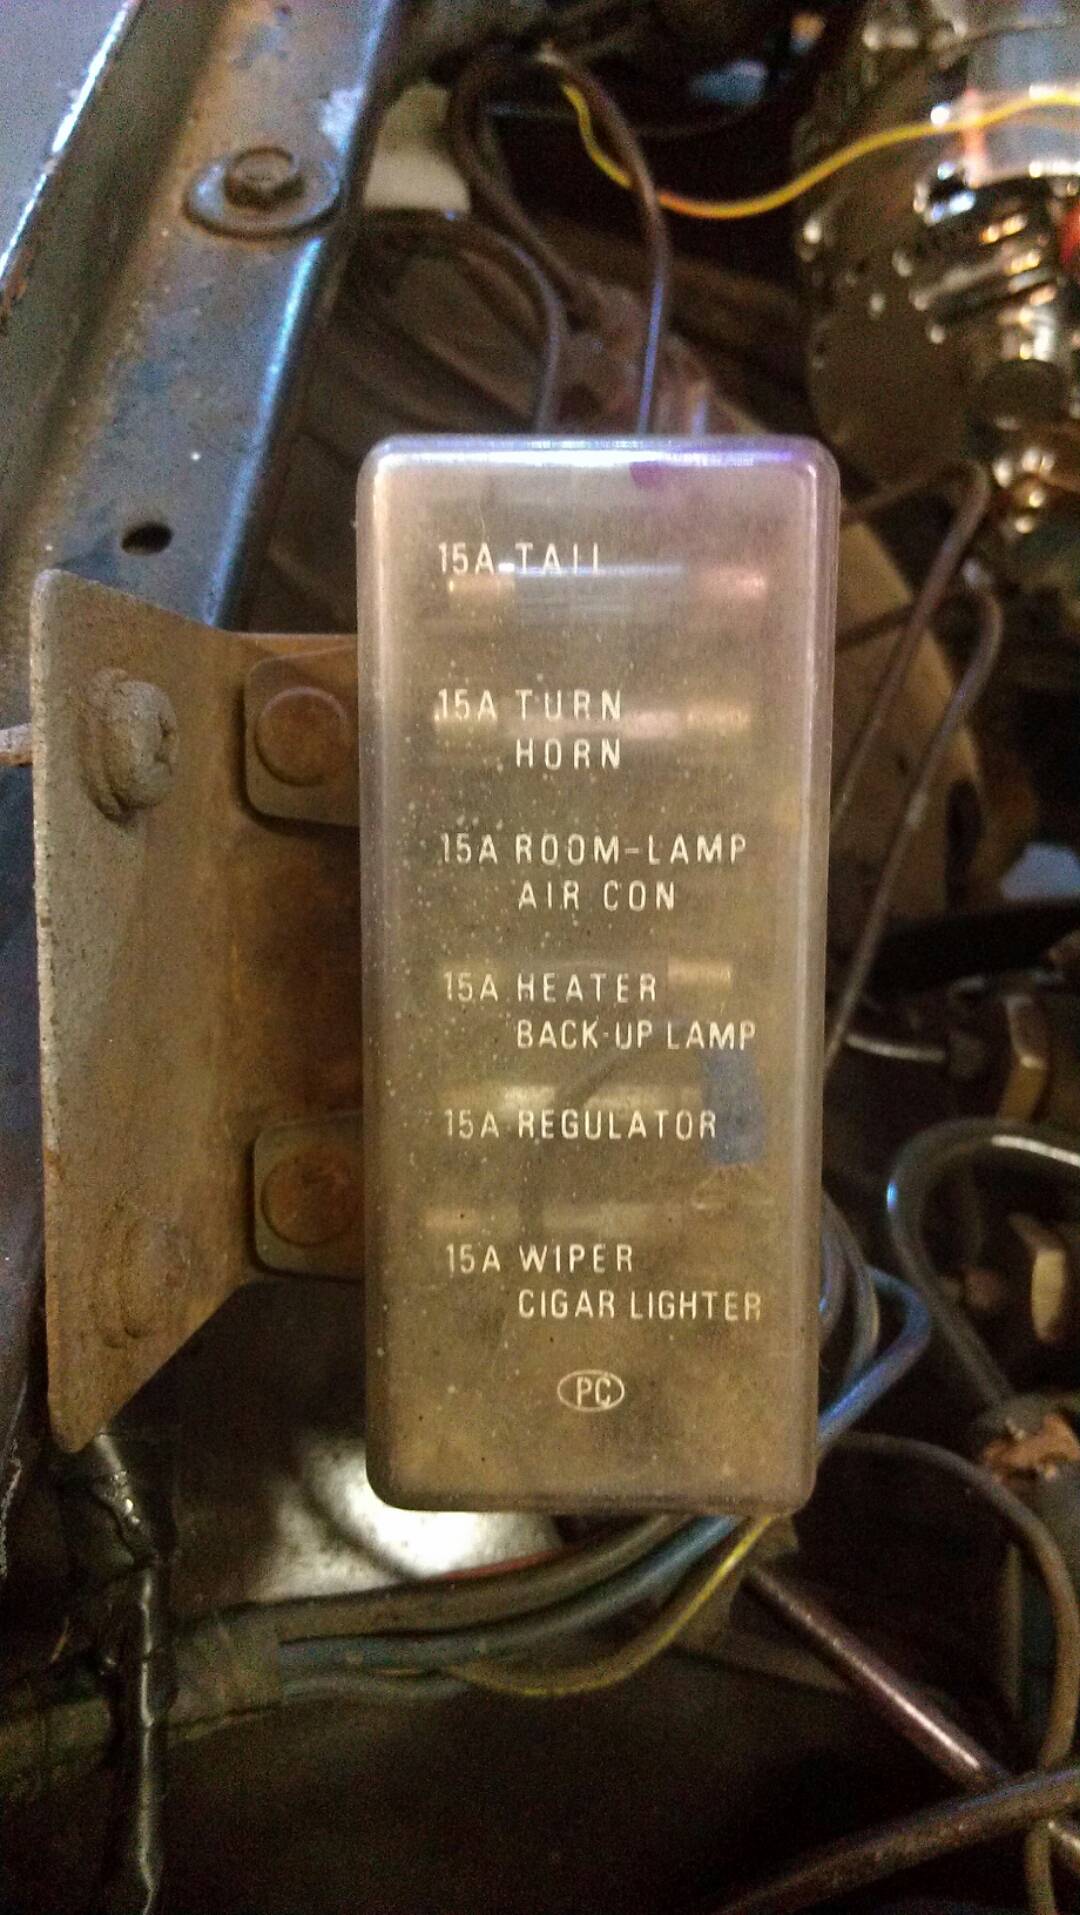 15A TAIL
15A TURN
HORN
15A ROOM-LAMP
AIR CON
15A HEATER
BACK-UP LAMP
15A REGULATOR
15A WIPER
CIGAR LIGHTER
PC